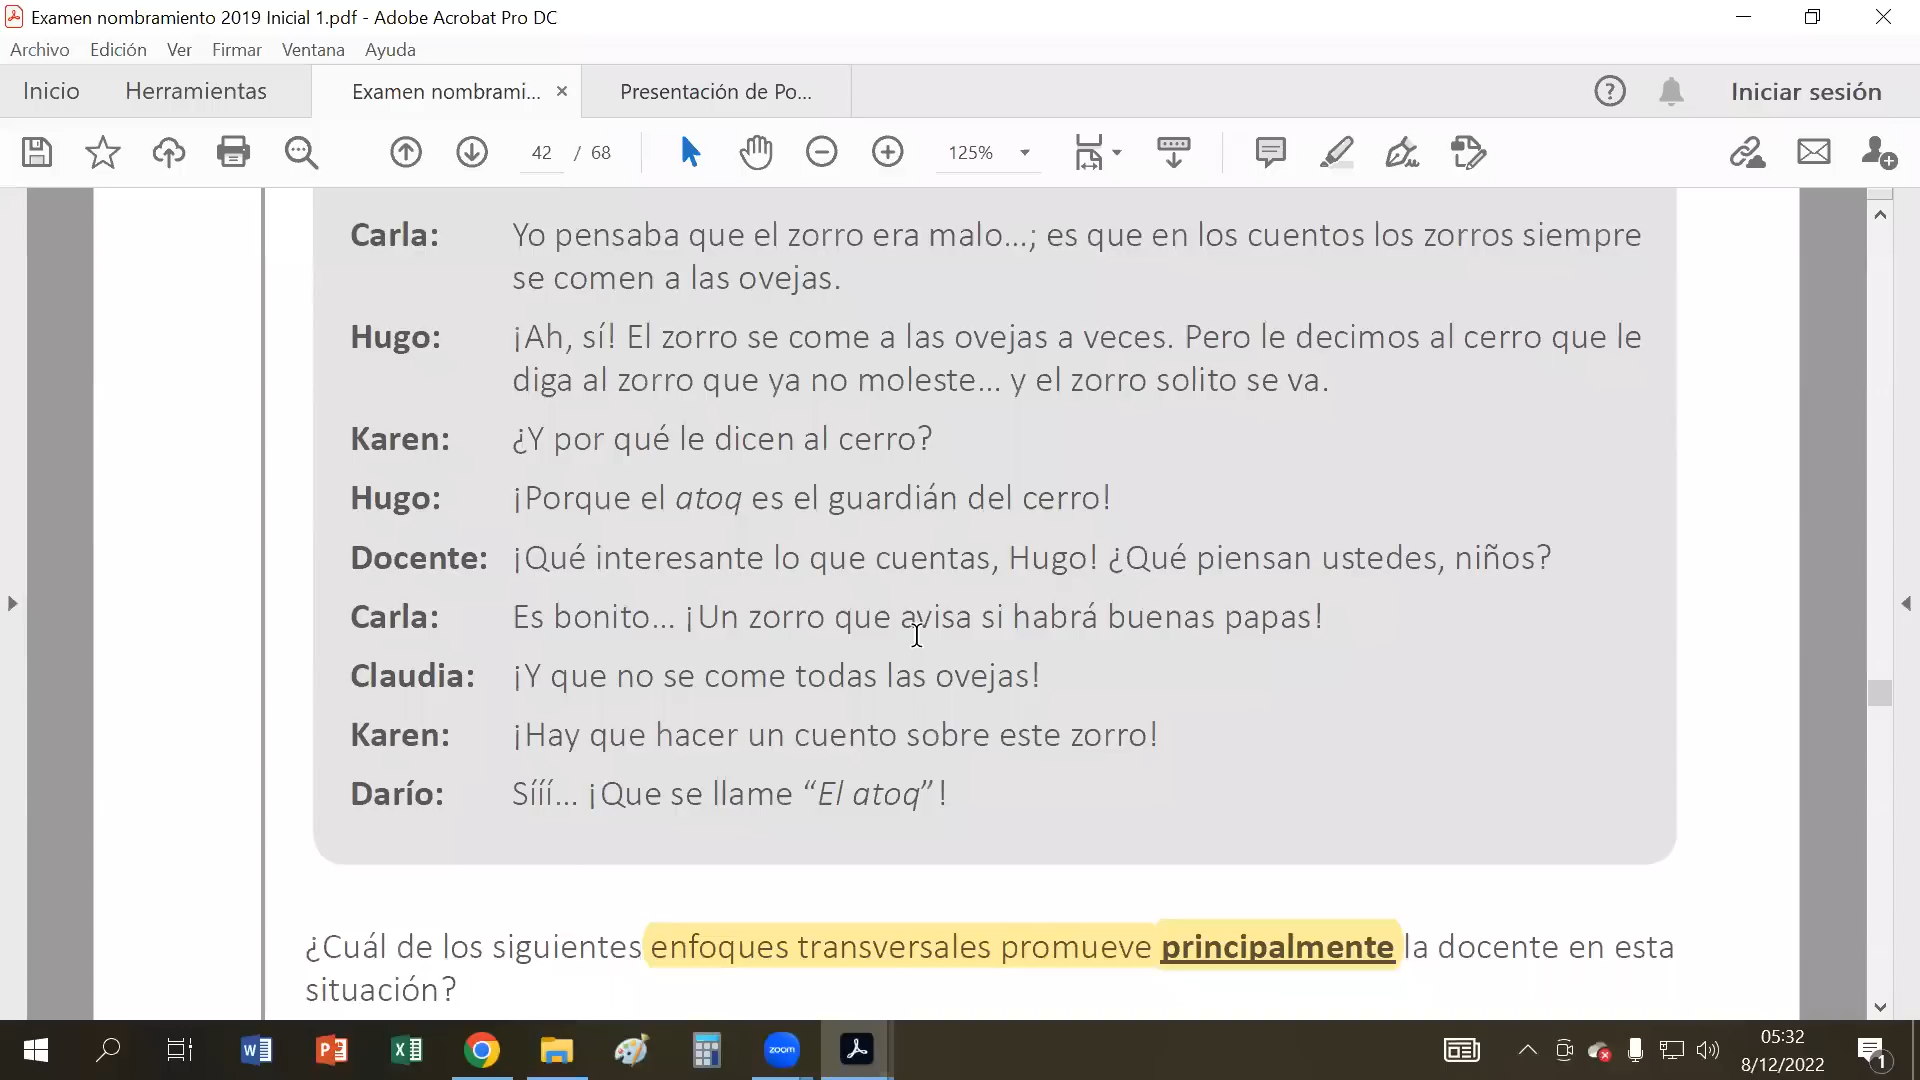 Examen nombramiento 2019 Inicial 1.pdf - Adobe Acrobat Pro DC
Archivo Edición Ver Firmar Ventana Ayuda
Inicio Herramientas Examen nombrami... × Presentación de Po... Iniciar sesión
42 / 68 125%
Carla: Yo pensaba que el zorro era malo...; es que en los cuentos los zorros siempre
se comen a las ovejas.
Hugo: ¡Ah, sí! El zorro se come a las ovejas a veces. Pero le decimos al cerro que le
diga al zorro que ya no moleste... y el zorro solito se va.
Karen: ¿Y por qué le dicen al cerro?
Hugo: ¡Porque el atoq es el guardián del cerro!
Docente: ¡Qué interesante lo que cuentas, Hugo! ¿Qué piensan ustedes, niños?
Carla: Es bonito... ¡Un zorro que avisa si habrá buenas papas!
Claudia: ¡Y que no se come todas las ovejas!
Karen: ¡Hay que hacer un cuento sobre este zorro!
Darío: Sííí... ¡Que se llame “El atoq”!
¿Cuál de los siguientes enfoques transversales promueve principalmente la docente en esta
situación?
zoom
05:32
8/12/2022
1